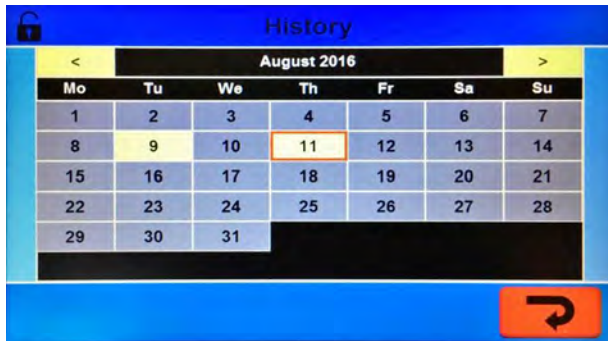 History
< August 2016 >
Mo Tu We Th Fr Sa Su
1 2 3 4 5 6 7
8 9 10 11 12 13 14
15 16 17 18 19 20 21
22 23 24 25 26 27 28
29 30 31